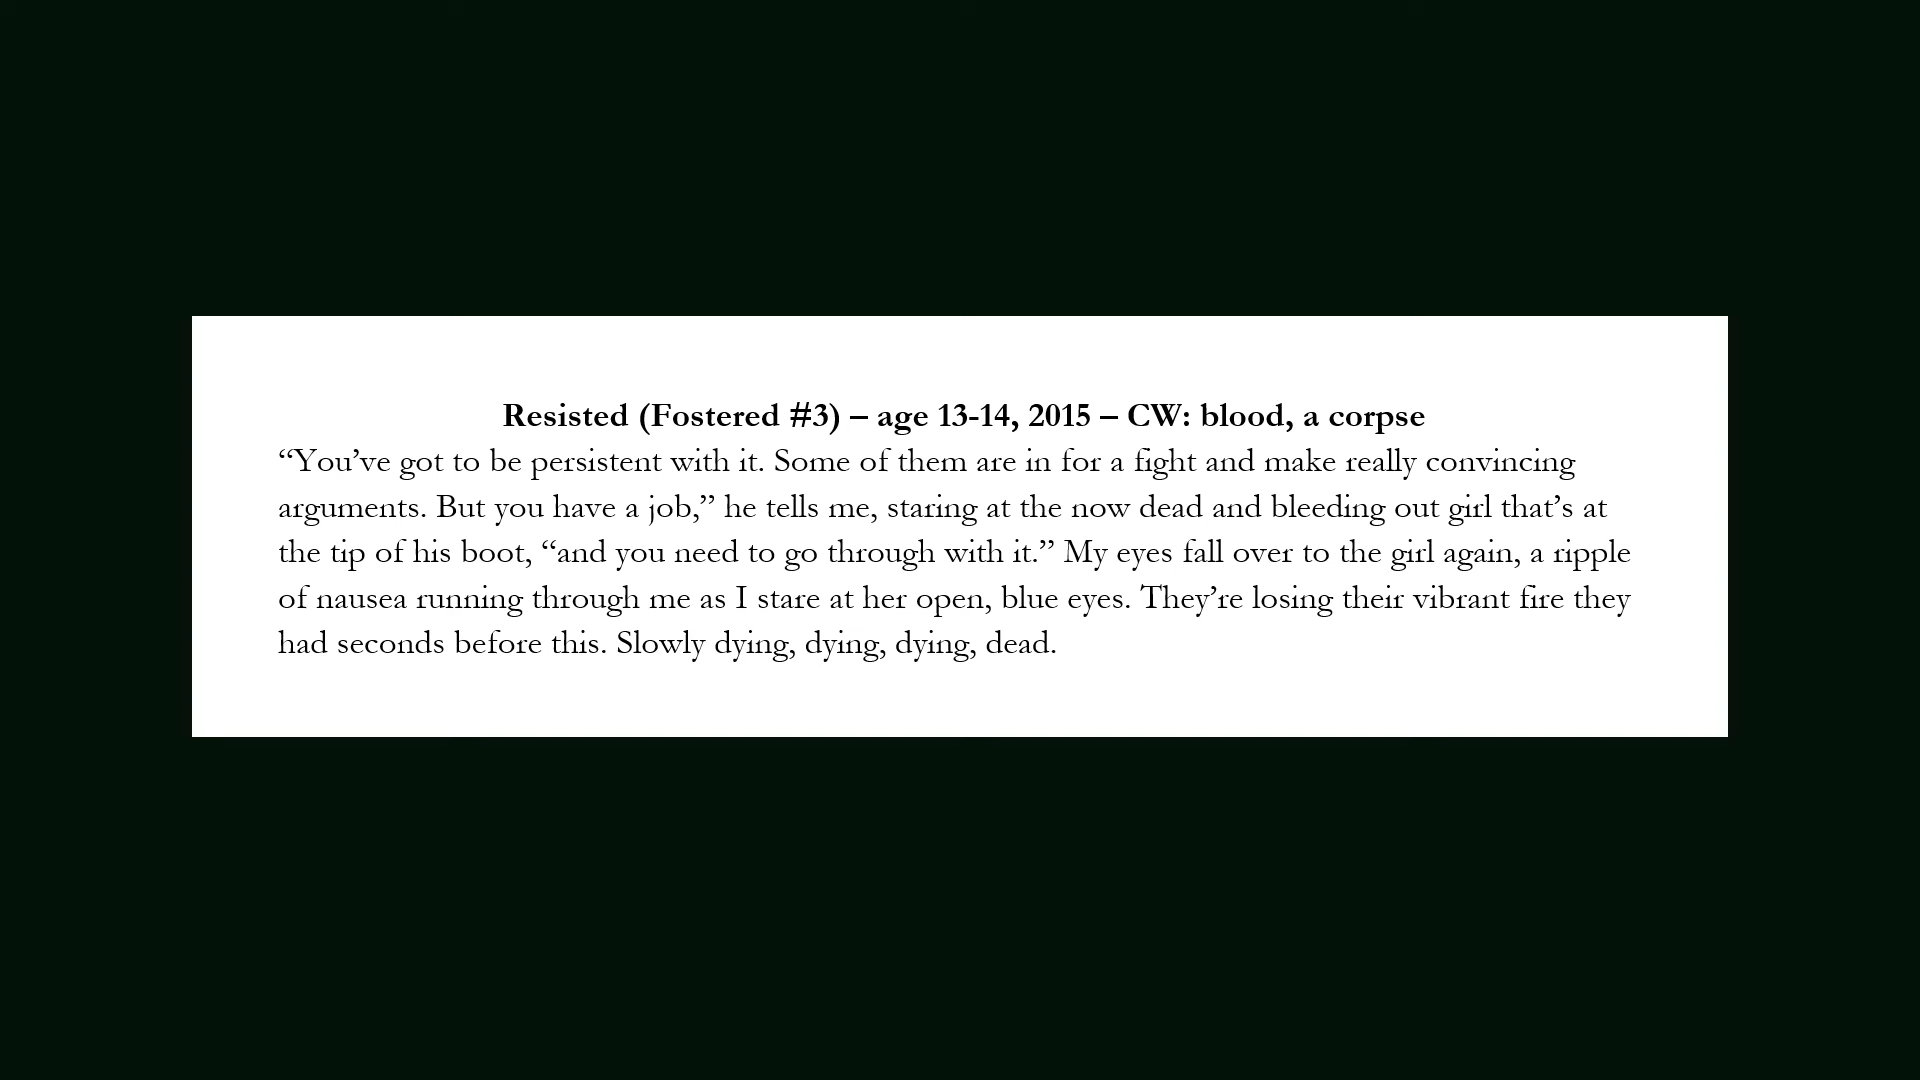 Resisted (Fostered #3) – age 13-14, 2015 – CW: blood, a corpse
“You’ve got to be persistent with it. Some of them are in for a fight and make really convincing
arguments. But you have a job,” he tells me, staring at the now dead and bleeding out girl that’s at
the tip of his boot, “and you need to go through with it.” My eyes fall over to the girl again, a ripple
of nausea running through me as I stare at her open, blue eyes. They’re losing their vibrant fire they
had seconds before this. Slowly dying, dying, dying, dead.